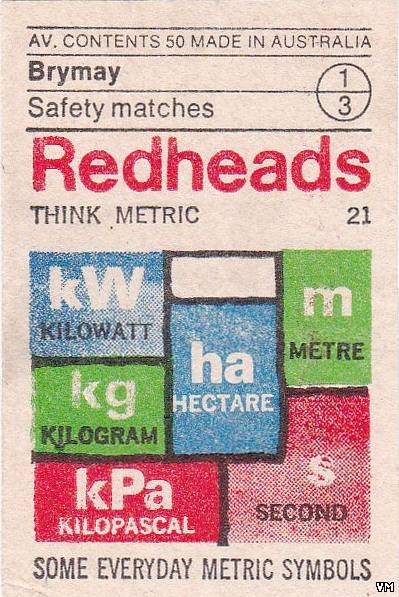 AV. CONTENTS 50 MADE IN AUSTRALIA
Brymay
Safety matches
1
3
Redheads
THINK METRIC 21
kW
KILOWATT
m
METRE
ha
HECTARE
kg
KILOGRAM
kPa
KILOPASCAL
s
SECOND
SOME EVERYDAY METRIC SYMBOLS
VM